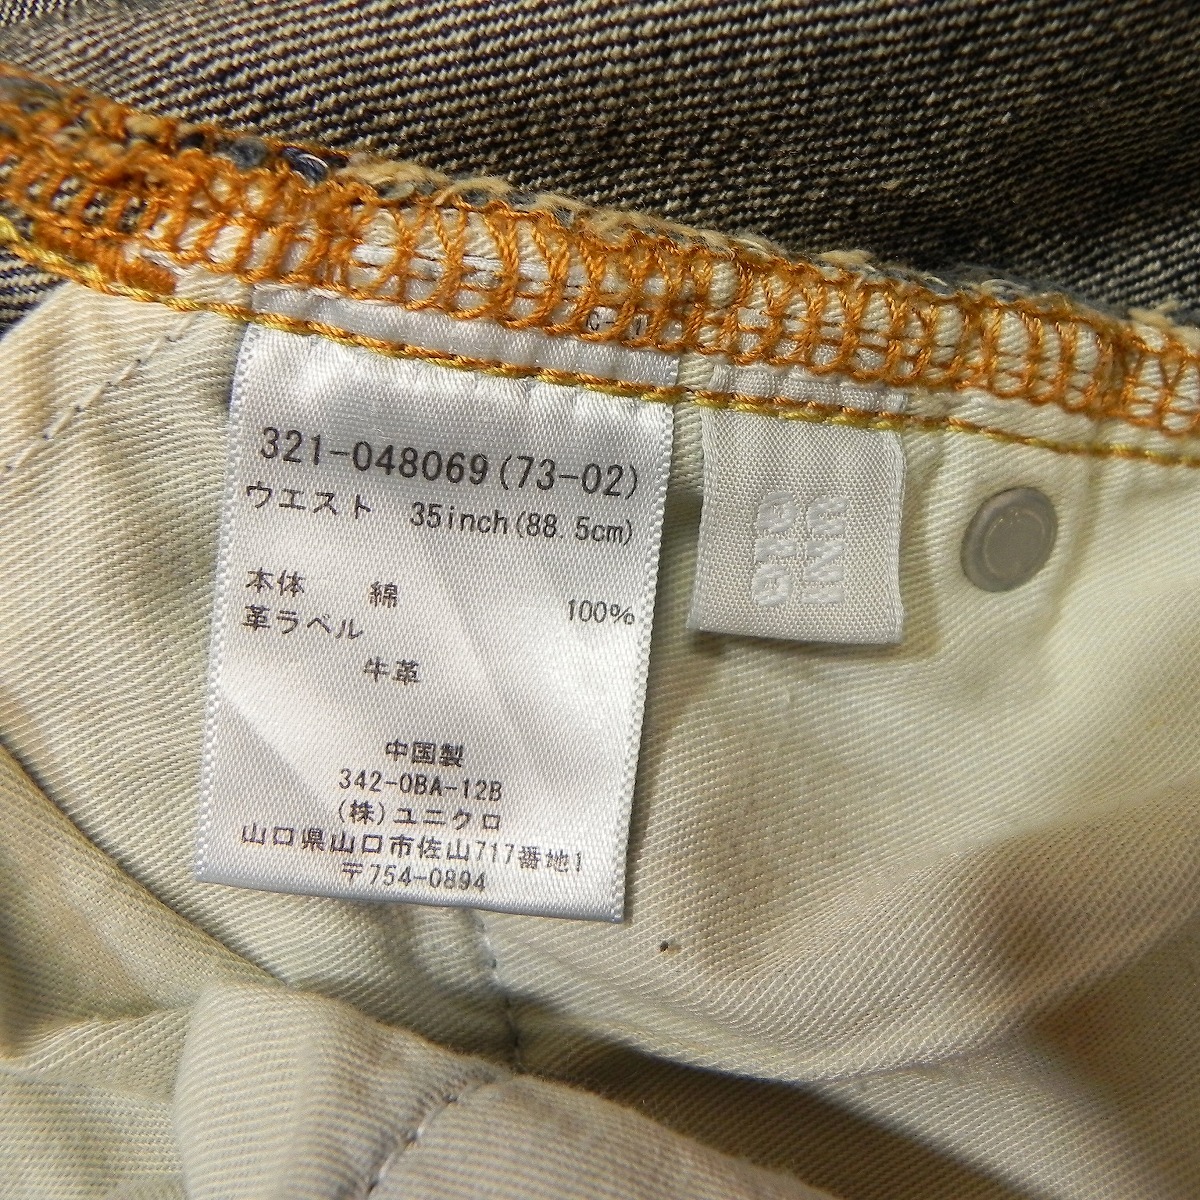 321-048069(73-02)
ウエスト 35inch(88.5cm)
本体 綿 100%
革ラベル
牛革
中国製
342-0BA-12B
(株)ユニクロ
山口県山口市佐山717番地1
〒754-0894
UNI
QLO